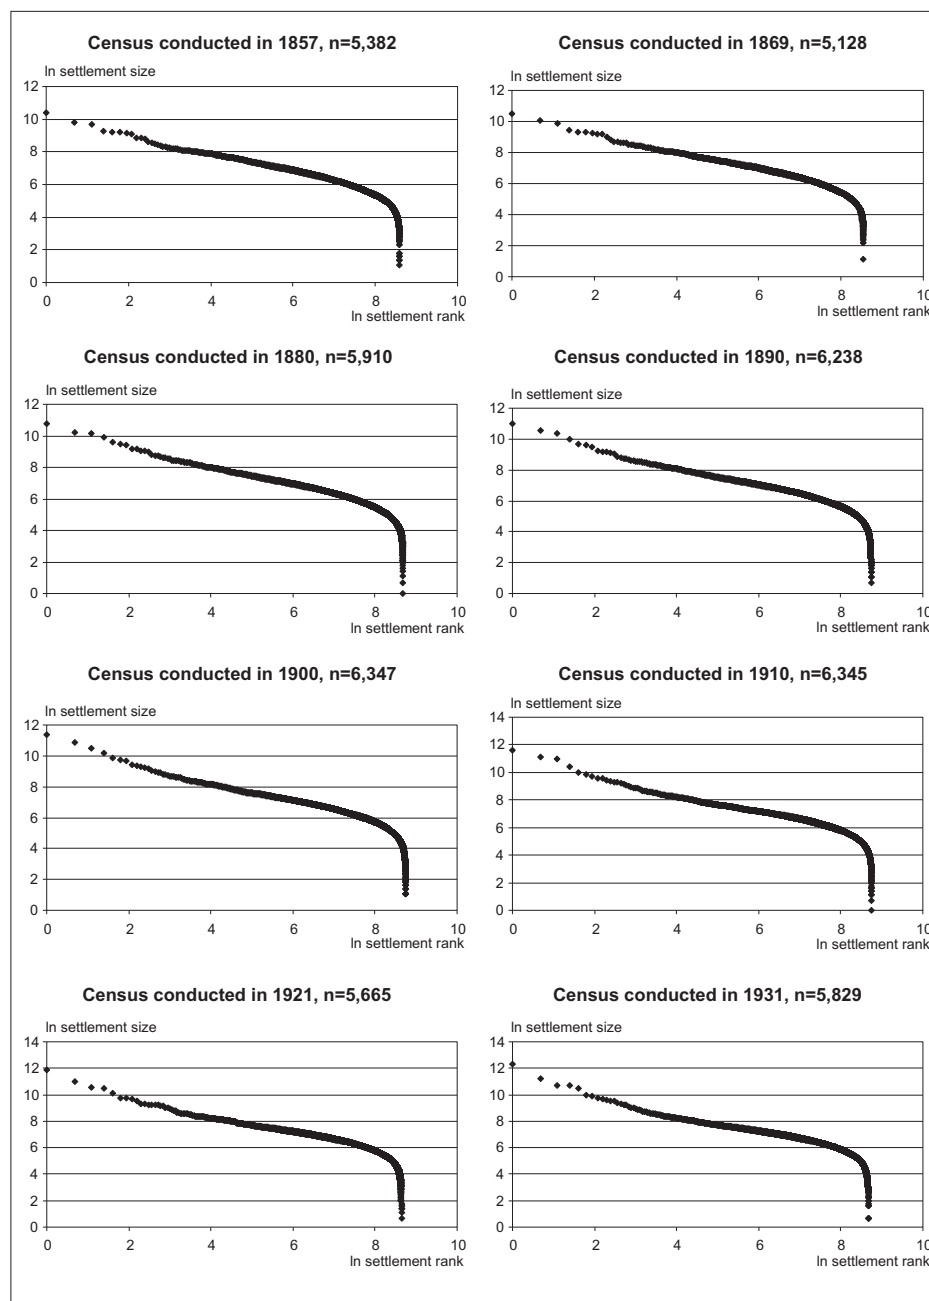 Census conducted in 1857, n=5,382
ln settlement size
12
10
8
6
4
2
0
0 2 4 6 8 10
ln settlement rank
Census conducted in 1869, n=5,128
ln settlement size
12
10
8
6
4
2
0
0 2 4 6 8 10
ln settlement rank
Census conducted in 1880, n=5,910
ln settlement size
12
10
8
6
4
2
0
0 2 4 6 8 10
ln settlement rank
Census conducted in 1890, n=6,238
ln settlement size
12
10
8
6
4
2
0
0 2 4 6 8 10
ln settlement rank
Census conducted in 1900, n=6,347
ln settlement size
12
10
8
6
4
2
0
0 2 4 6 8 10
ln settlement rank
Census conducted in 1910, n=6,345
ln settlement size
14
12
10
8
6
4
2
0
0 2 4 6 8 10
ln settlement rank
Census conducted in 1921, n=5,665
ln settlement size
14
12
10
8
6
4
2
0
0 2 4 6 8 10
ln settlement rank
Census conducted in 1931, n=5,829
ln settlement size
14
12
10
8
6
4
2
0
0 2 4 6 8 10
ln settlement rank